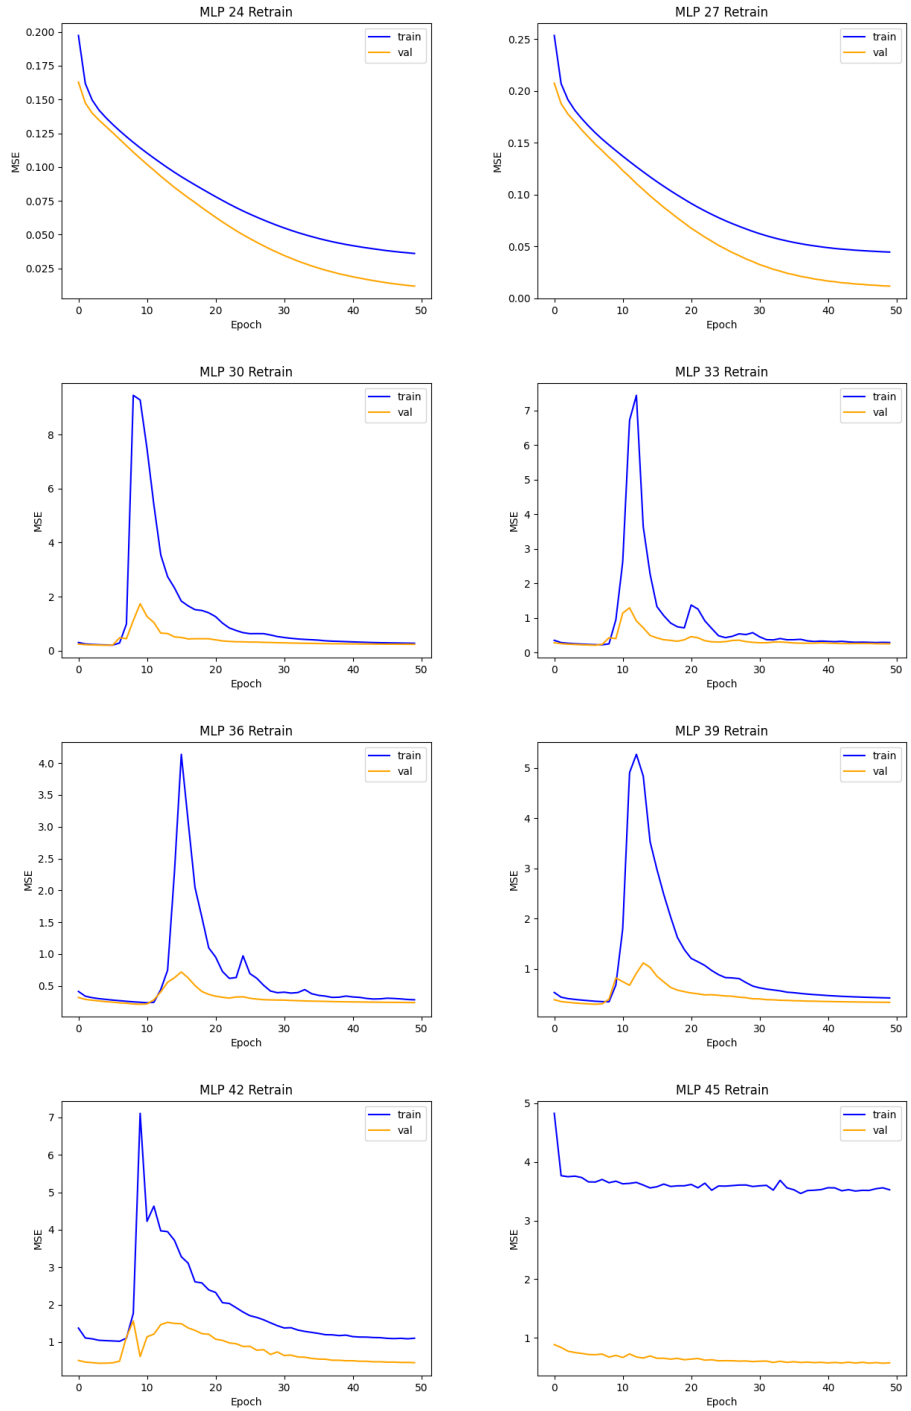 MLP 24 Retrain
train
val
0.200
0.175
0.150
0.125
0.100
0.075
0.050
0.025
MSE
0 10 20 30 40 50
Epoch
MLP 27 Retrain
train
val
0.25
0.20
0.15
0.10
0.05
0.00
MSE
0 10 20 30 40 50
Epoch
MLP 30 Retrain
train
val
8
6
4
2
0
MSE
0 10 20 30 40 50
Epoch
MLP 33 Retrain
train
val
7
6
5
4
3
2
1
0
MSE
0 10 20 30 40 50
Epoch
MLP 36 Retrain
train
val
4.0
3.5
3.0
2.5
2.0
1.5
1.0
0.5
0.0
MSE
0 10 20 30 40 50
Epoch
MLP 39 Retrain
train
val
5
4
3
2
1
MSE
0 10 20 30 40 50
Epoch
MLP 42 Retrain
train
val
7
6
5
4
3
2
1
MSE
0 10 20 30 40 50
Epoch
MLP 45 Retrain
train
val
5
4
3
2
1
MSE
0 10 20 30 40 50
Epoch